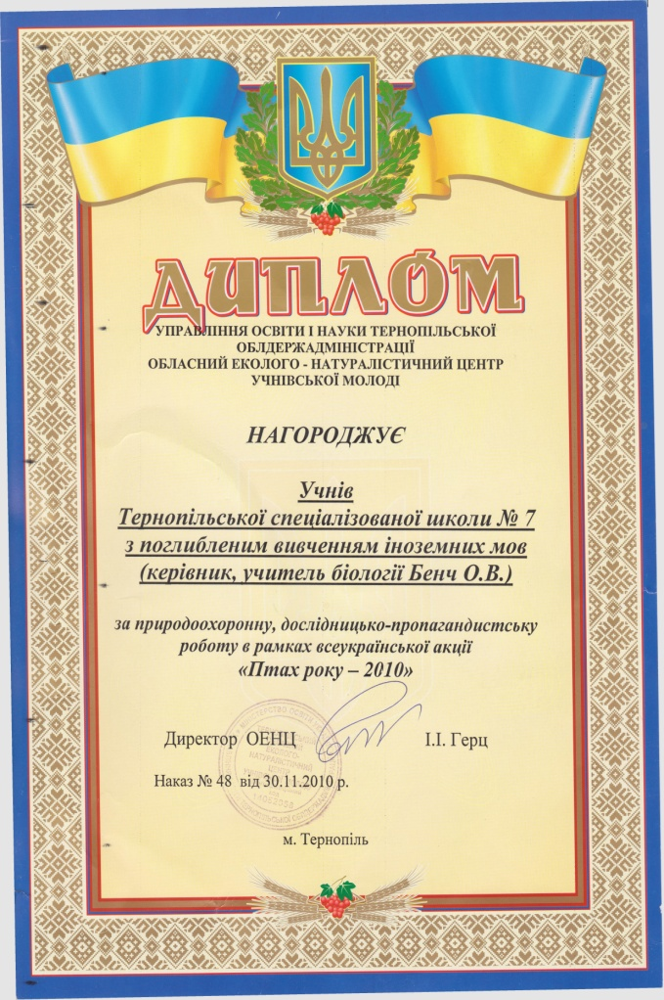 ДИПЛОМ
УПРАВЛІННЯ ОСВІТИ І НАУКИ ТЕРНОПІЛЬСЬКОЇ
ОБЛДЕРЖАДМІНІСТРАЦІЇ
ОБЛАСНИЙ ЕКОЛОГО - НАТУРАЛІСТИЧНИЙ ЦЕНТР
УЧНІВСЬКОЇ МОЛОДІ
НАГОРОДЖУЄ
Учнів
Тернопільської спеціалізованої школи № 7
з поглибленим вивченням іноземних мов
(керівник, учитель біології Бенч О.В.)
за природоохоронну, дослідницько-пропагандистську
роботу в рамках всеукраїнської акції
«Птах року – 2010»
Директор ОЕНЦ І.І. Герц
Наказ № 48 від 30.11.2010 р.
м. Тернопіль